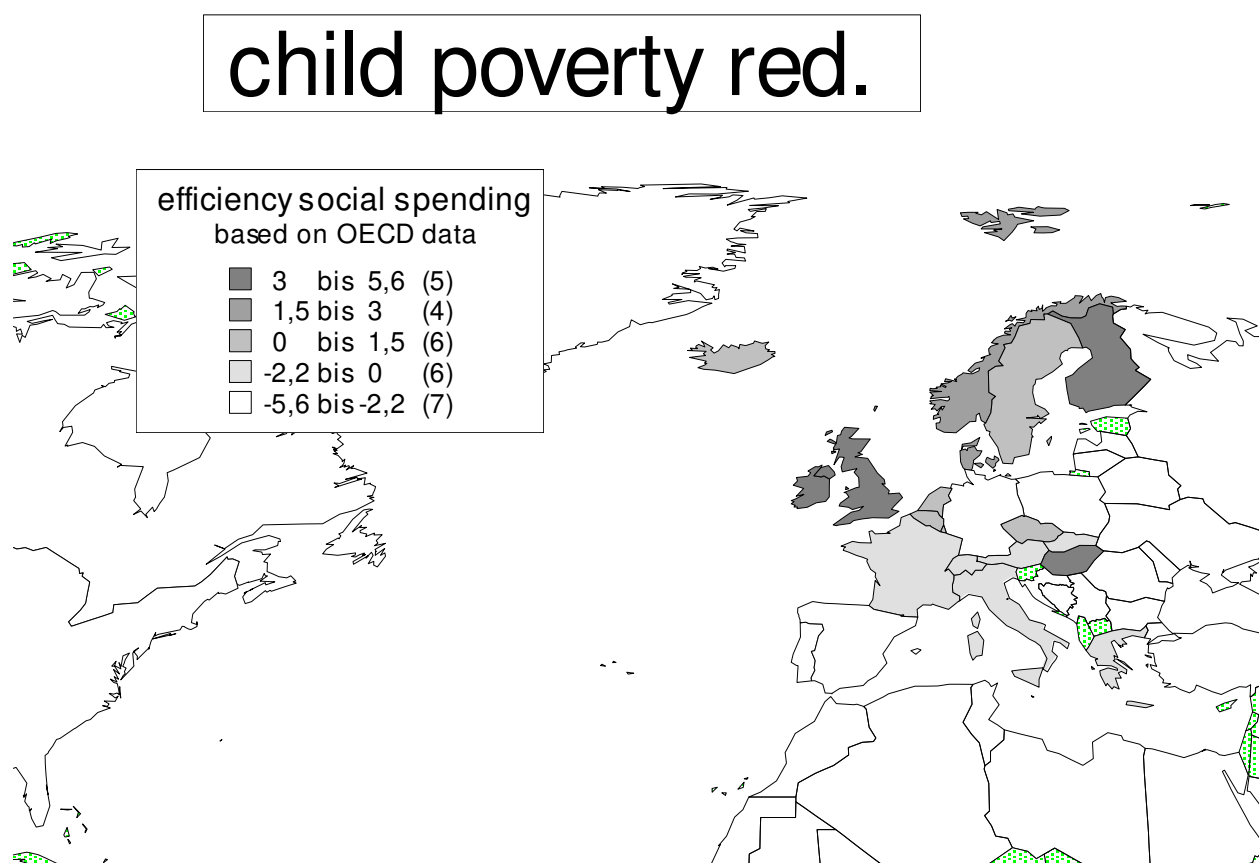 child poverty red.
efficiency social spending
based on OECD data
3 bis 5,6 (5)
1,5 bis 3 (4)
0 bis 1,5 (6)
-2,2 bis 0 (6)
-5,6 bis -2,2 (7)